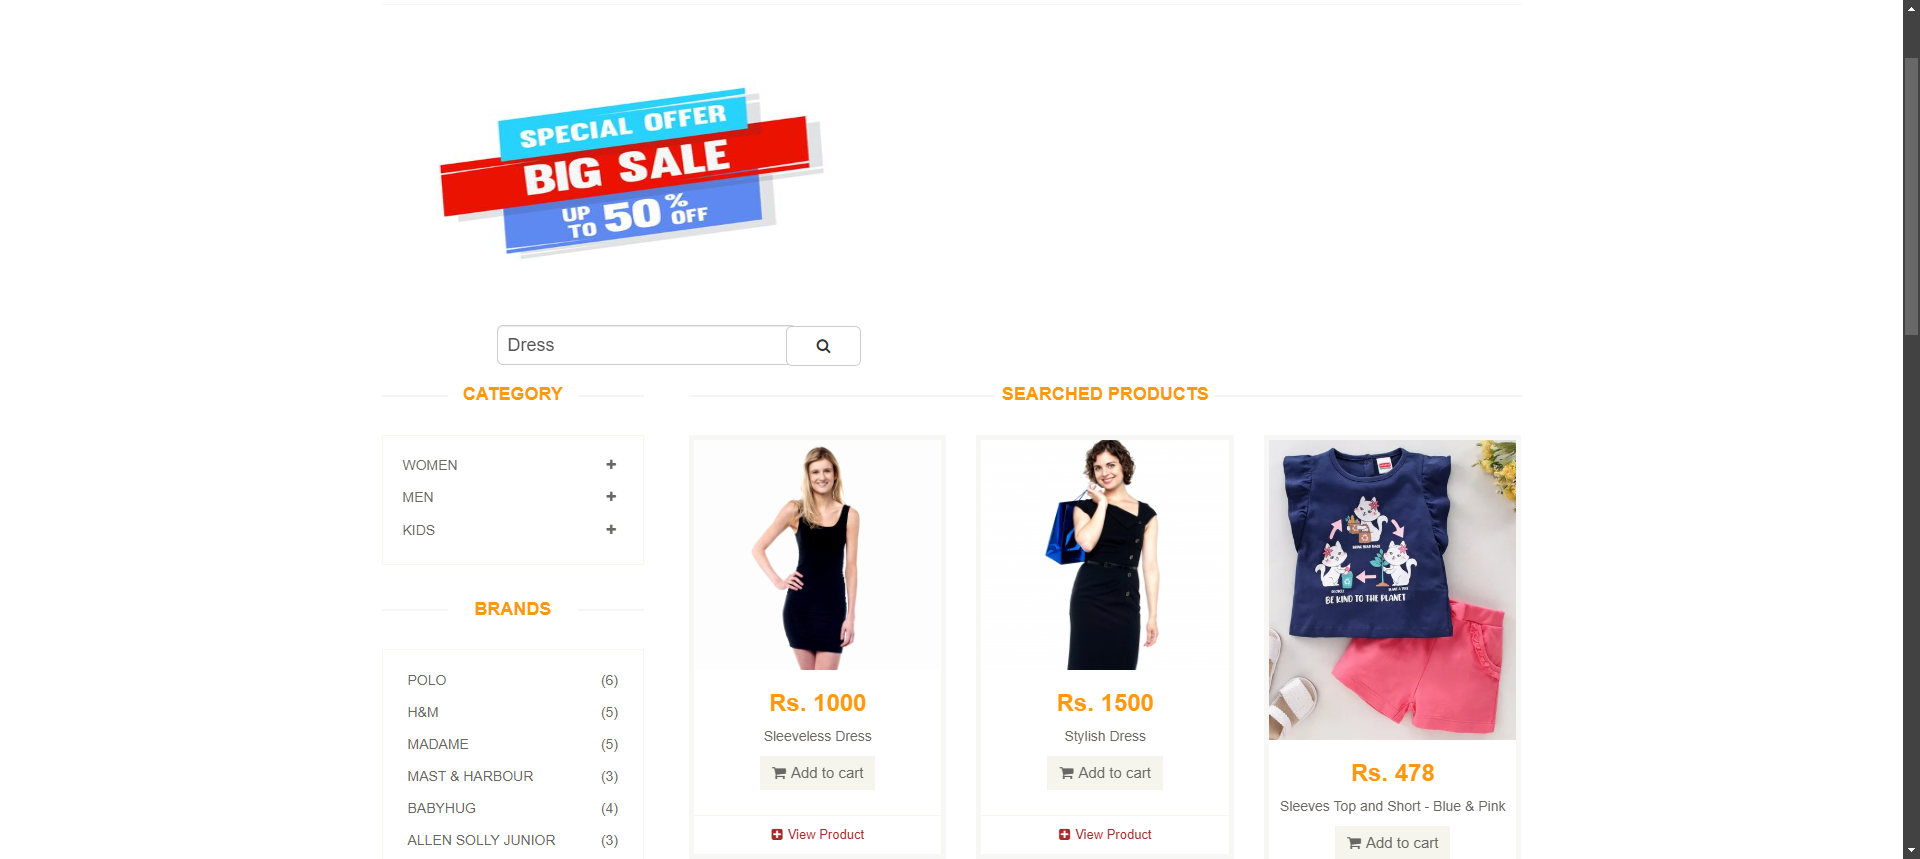 SPECIAL OFFER
BIG SALE
UP TO 50% OFF
Dress
CATEGORY
WOMEN
MEN
KIDS
BRANDS
POLO (6)
H&M (5)
MADAME (5)
MAST & HARBOUR (3)
BABYHUG (4)
ALLEN SOLLY JUNIOR (3)
SEARCHED PRODUCTS
Rs. 1000
Sleeveless Dress
Add to cart
View Product
Rs. 1500
Stylish Dress
Add to cart
View Product
BE KIND TO THE PLANET
Rs. 478
Sleeves Top and Short - Blue & Pink
Add to cart